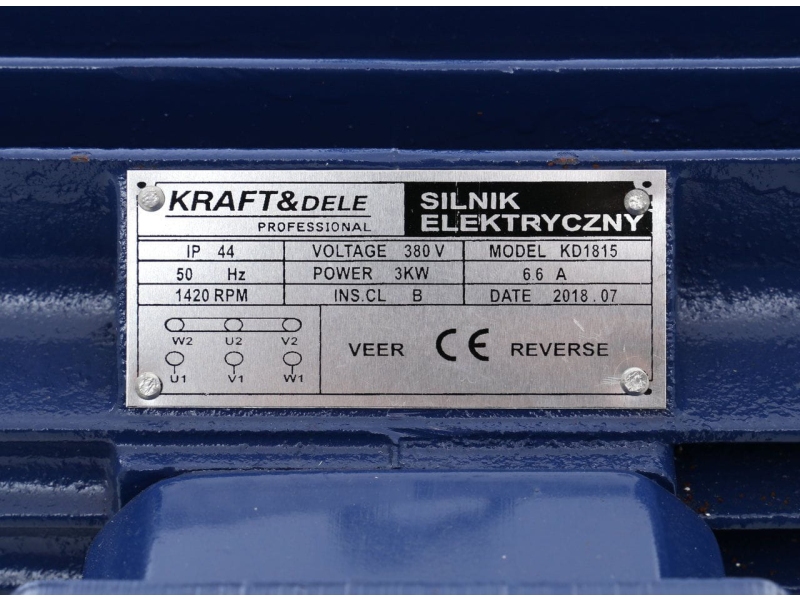 KRAFT&DELE
PROFESSIONAL
SILNIK
ELEKTRYCZNY
IP 44 VOLTAGE 380 V MODEL KD1815
50 Hz POWER 3KW 6.6 A
1420 RPM INS.CL B DATE 2018.07
W2 U2 V2
U1 V1 W1
VEER CE REVERSE